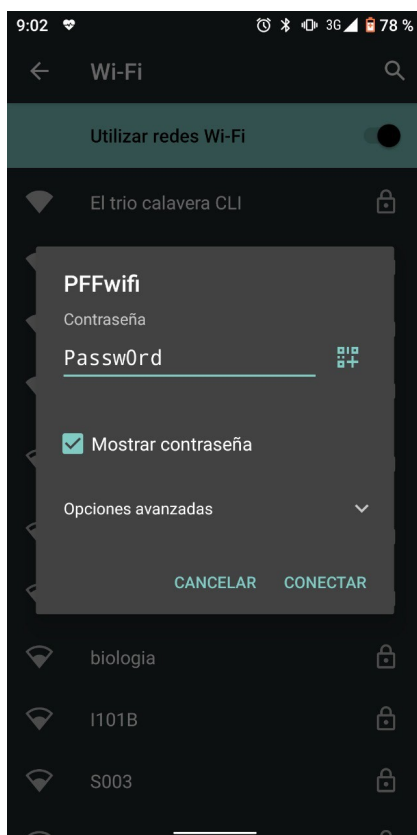 9:02
3G 78 %
Wi-Fi
Utilizar redes Wi-Fi
El trio calavera CLI
PFFwifi
Contraseña
Passw0rd
Mostrar contraseña
Opciones avanzadas
CANCELAR CONECTAR
biologia
I101B
S003